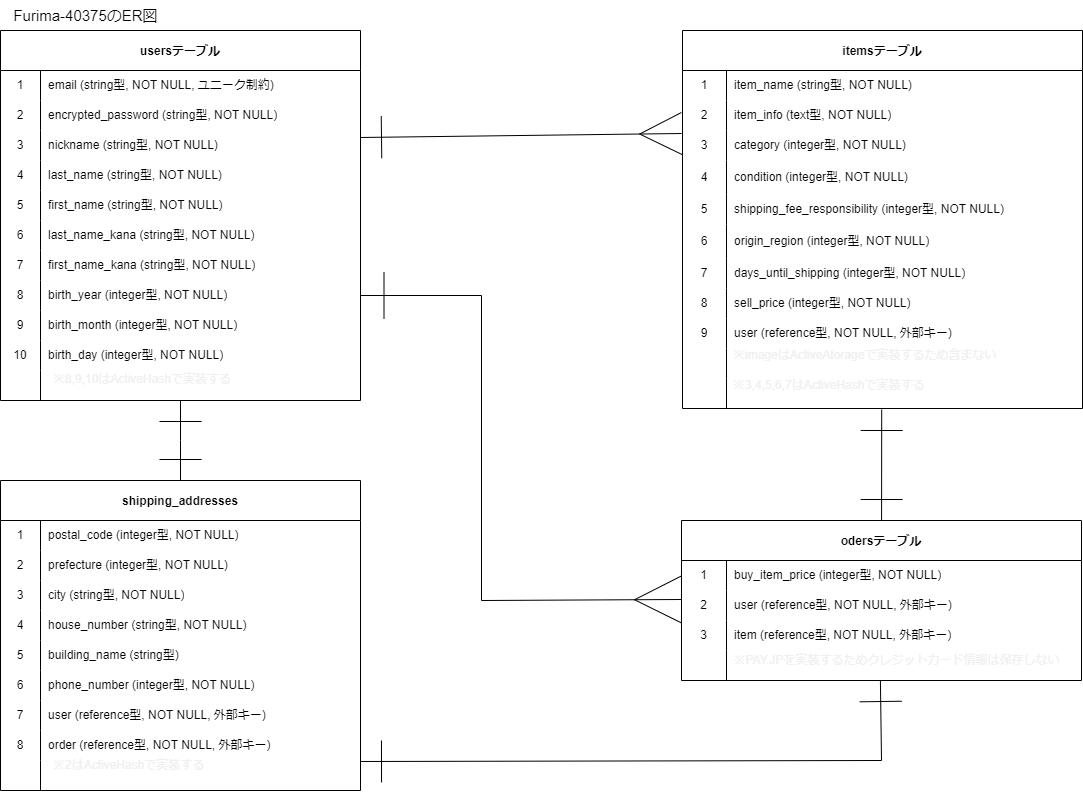 Furima-40375のER図
usersテーブル
1 email (string型, NOT NULL, ユニーク制約)
2 encrypted_password (string型, NOT NULL)
3 nickname (string型, NOT NULL)
4 last_name (string型, NOT NULL)
5 first_name (string型, NOT NULL)
6 last_name_kana (string型, NOT NULL)
7 first_name_kana (string型, NOT NULL)
8 birth_year (integer型, NOT NULL)
9 birth_month (integer型, NOT NULL)
10 birth_day (integer型, NOT NULL)
※8,9,10はActiveHashで実装する
itemsテーブル
1 item_name (string型, NOT NULL)
2 item_info (text型, NOT NULL)
3 category (integer型, NOT NULL)
4 condition (integer型, NOT NULL)
5 shipping_fee_responsibility (integer型, NOT NULL)
6 origin_region (integer型, NOT NULL)
7 days_until_shipping (integer型, NOT NULL)
8 sell_price (integer型, NOT NULL)
9 user (reference型, NOT NULL, 外部キー)
※imageはActiveAtorageで実装するため含まない
※3,4,5,6,7はActiveHashで実装する
shipping_addresses
1 postal_code (integer型, NOT NULL)
2 prefecture (integer型, NOT NULL)
3 city (string型, NOT NULL)
4 house_number (string型, NOT NULL)
5 building_name (string型)
6 phone_number (integer型, NOT NULL)
7 user (reference型, NOT NULL, 外部キー)
8 order (reference型, NOT NULL, 外部キー)
※2はActiveHashで実装する
odersテーブル
1 buy_item_price (integer型, NOT NULL)
2 user (reference型, NOT NULL, 外部キー)
3 item (reference型, NOT NULL, 外部キー)
※PAY.JPを実装するためクレジットカード情報は保存しない